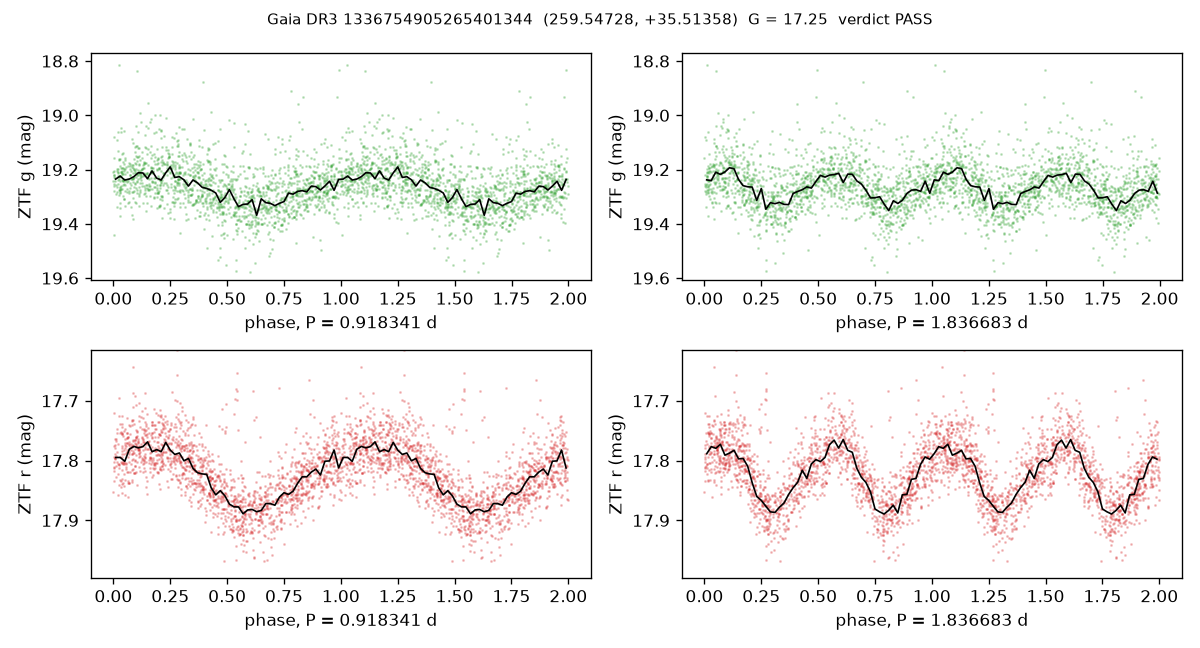 Gaia DR3 1336754905265401344 (259.54728, +35.51358) G = 17.25 verdict PASS
ZTF g (mag)
18.8
19.0
19.2
19.4
19.6
0.00 0.25 0.50 0.75 1.00 1.25 1.50 1.75 2.00
phase, P = 0.918341 d
ZTF g (mag)
18.8
19.0
19.2
19.4
19.6
0.00 0.25 0.50 0.75 1.00 1.25 1.50 1.75 2.00
phase, P = 1.836683 d
ZTF r (mag)
17.7
17.8
17.9
0.00 0.25 0.50 0.75 1.00 1.25 1.50 1.75 2.00
phase, P = 0.918341 d
ZTF r (mag)
17.7
17.8
17.9
0.00 0.25 0.50 0.75 1.00 1.25 1.50 1.75 2.00
phase, P = 1.836683 d